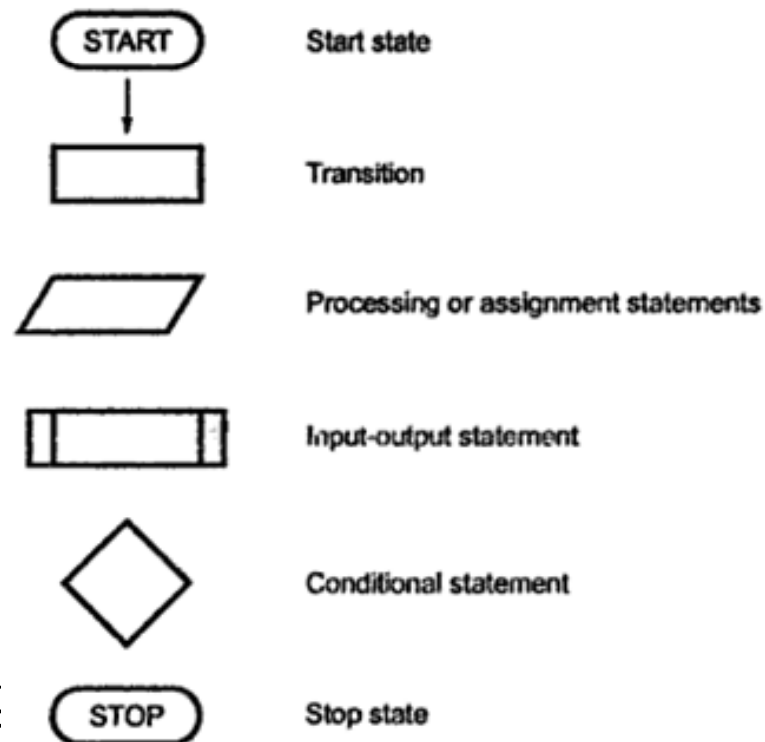 START Start state
Transition
Processing or assignment statements
Input-output statement
Conditional statement
STOP Stop state